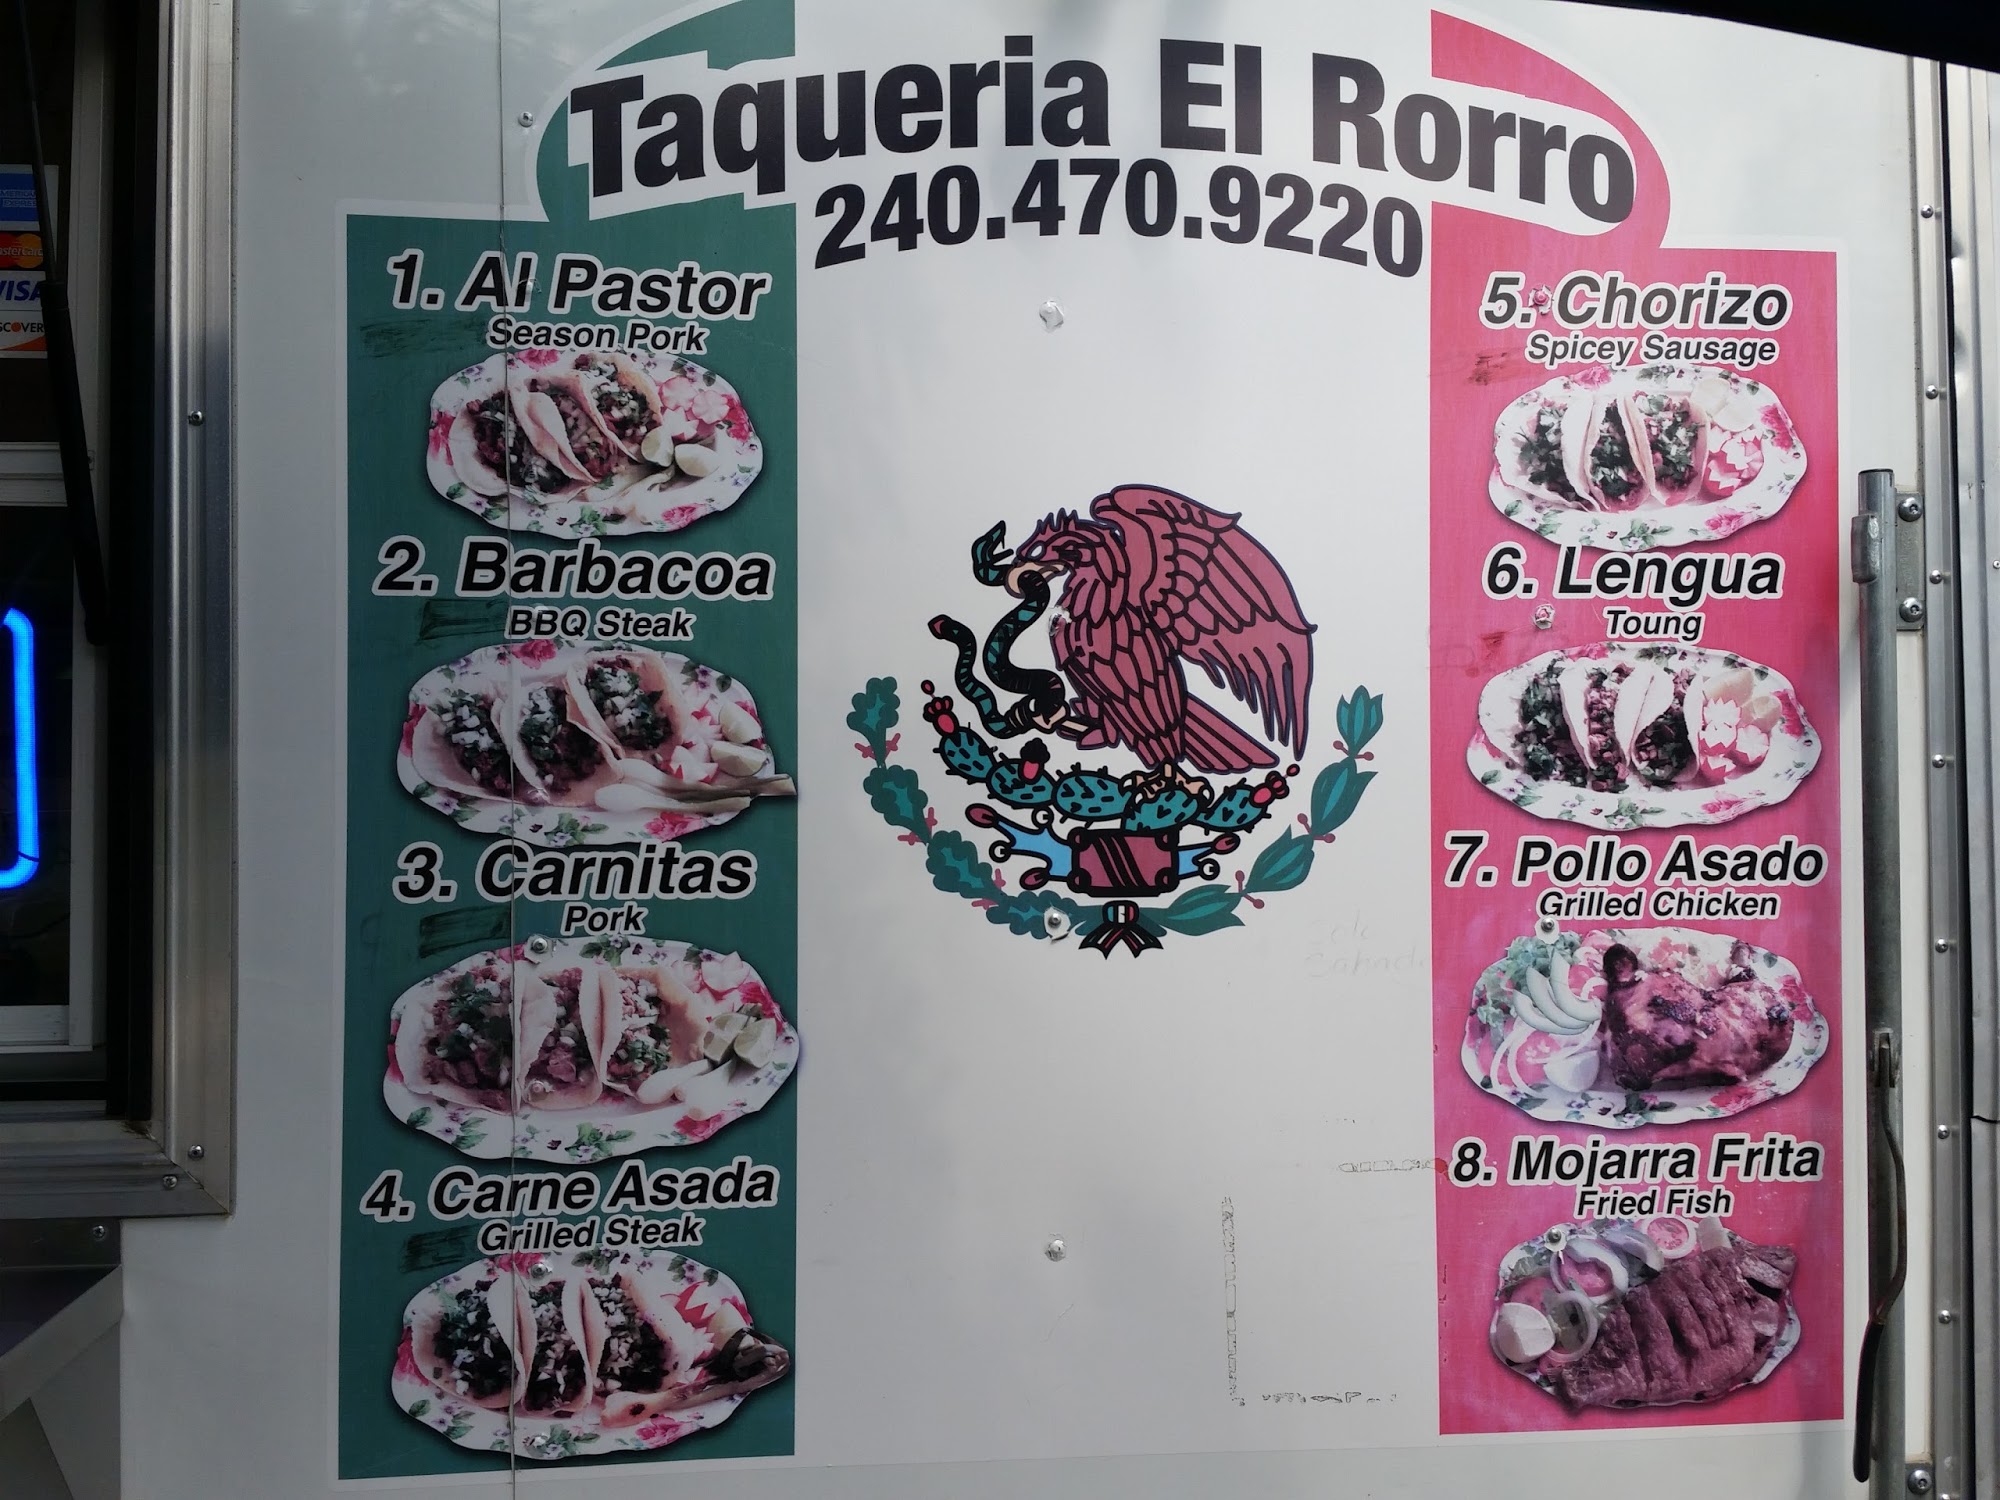 Taqueria El Rorro
240.470.9220
1. Al Pastor
Season Pork
2. Barbacoa
BBQ Steak
3. Carnitas
Pork
4. Carne Asada
Grilled Steak
5. Chorizo
Spicey Sausage
6. Lengua
Toung
7. Pollo Asado
Grilled Chicken
8. Mojarra Frita
Fried Fish
VISA